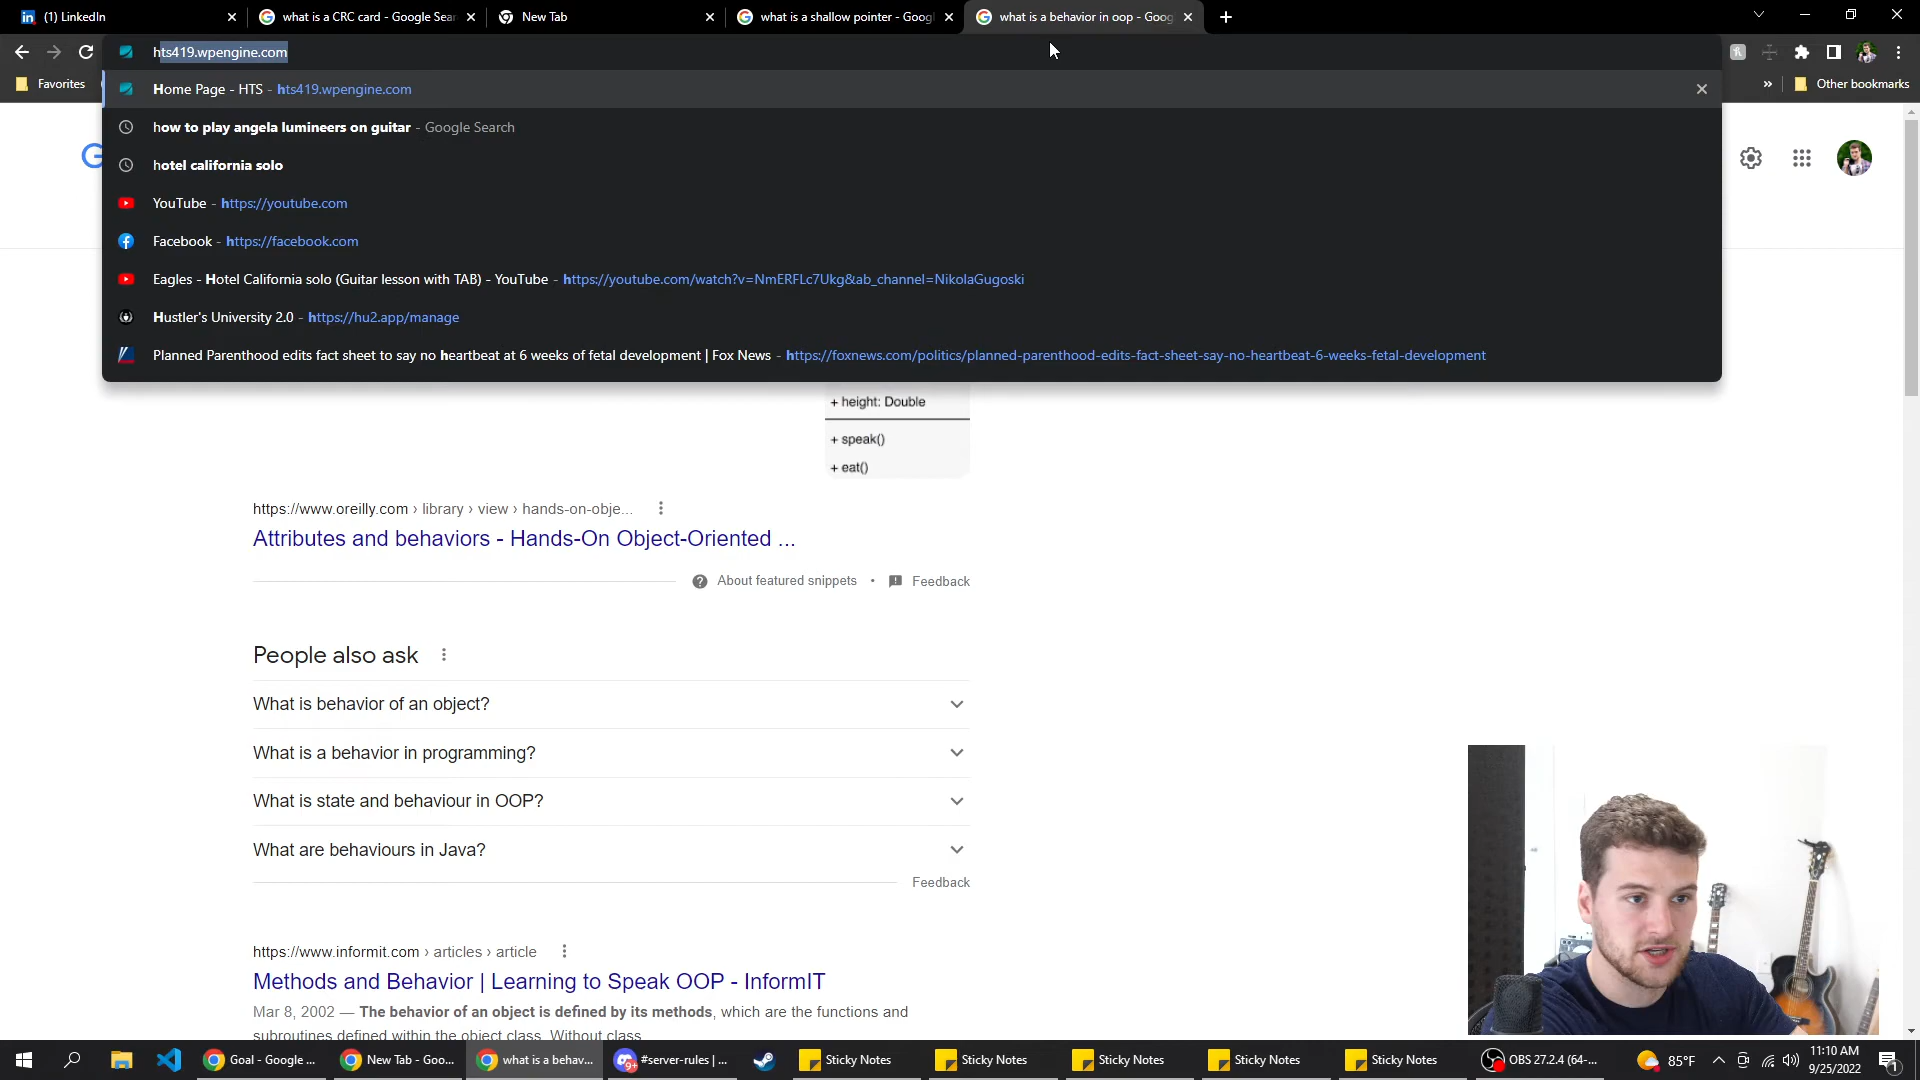 (1) LinkedIn
what is a CRC card - Google Sear
New Tab
what is a shallow pointer - Googl
what is a behavior in oop - Goog
hts419.wpengine.com
Favorites
Other bookmarks
Home Page - HTS - hts419.wpengine.com
how to play angela lumineers on guitar - Google Search
hotel california solo
YouTube - https://youtube.com
Facebook - https://facebook.com
Eagles - Hotel California solo (Guitar lesson with TAB) - YouTube - https://youtube.com/watch?v=NmERFLc7Ukg&ab_channel=NikolaGugoski
Hustler's University 2.0 - https://hu2.app/manage
Planned Parenthood edits fact sheet to say no heartbeat at 6 weeks of fetal development | Fox News - https://foxnews.com/politics/planned-parenthood-edits-fact-sheet-say-no-heartbeat-6-weeks-fetal-development
+ height: Double
+ speak()
+ eat()
https://www.oreilly.com › library › view › hands-on-obje...
Attributes and behaviors - Hands-On Object-Oriented ...
About featured snippets • Feedback
People also ask
What is behavior of an object?
What is a behavior in programming?
What is state and behaviour in OOP?
What are behaviours in Java?
Feedback
https://www.informit.com › articles › article
Methods and Behavior | Learning to Speak OOP - InformIT
Mar 8, 2002 — The behavior of an object is defined by its methods, which are the functions and
subroutines defined within the object class. Without class
Goal - Google ...
New Tab - Goo...
what is a behav...
9+
#server-rules | ...
Sticky Notes
Sticky Notes
Sticky Notes
Sticky Notes
Sticky Notes
OBS 27.2.4 (64-...
85°F
11:10 AM
9/25/2022
1